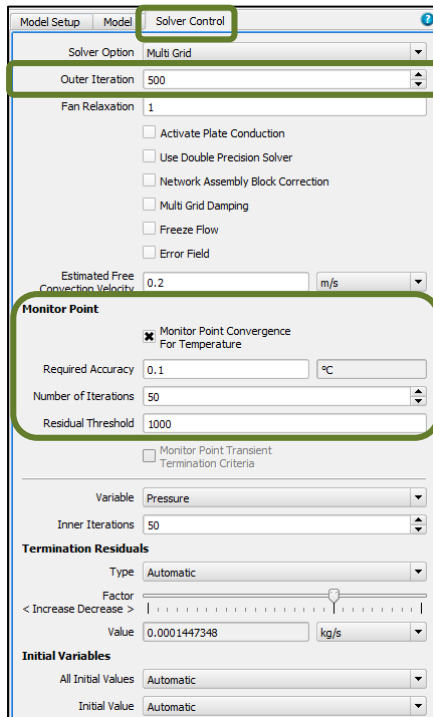 Model Setup Model Solver Control ?
Solver Option Multi Grid
Outer Iteration 500
Fan Relaxation 1
Activate Plate Conduction
Use Double Precision Solver
Network Assembly Block Correction
Multi Grid Damping
Freeze Flow
Error Field
Estimated Free
Convection Velocity 0.2 m/s
Monitor Point
Monitor Point Convergence
For Temperature
Required Accuracy 0.1 °C
Number of Iterations 50
Residual Threshold 1000
Monitor Point Transient
Termination Criteria
Variable Pressure
Inner Iterations 50
Termination Residuals
Type Automatic
Factor
< Increase Decrease >
Value 0.0001447348 kg/s
Initial Variables
All Initial Values Automatic
Initial Value Automatic